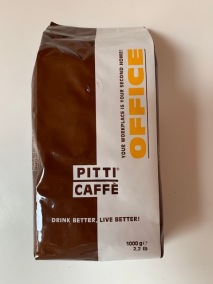 YOUR WORKPLACE IS YOUR SECOND HOME!
OFFICE
PITTI
CAFFÈ
DRINK BETTER, LIVE BETTER!
1000 g ℮
2.2 lb